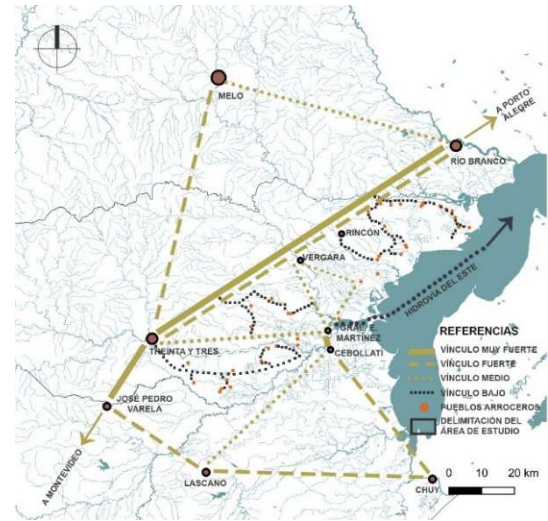 MELO
A PORTO
ALEGRE
RÍO BRANCO
RINCÓN
VERGARA
HIDROVÍA DEL ESTE
GRAL. E.
MARTÍNEZ
CEBOLLATÍ
TREINTA Y TRES
JOSÉ PEDRO
VARELA
A MONTEVIDEO
LASCANO
CHUY
REFERENCIAS
VÍNCULO MUY FUERTE
VÍNCULO FUERTE
VÍNCULO MEDIO
VÍNCULO BAJO
PUEBLOS ARROCEROS
DELIMITACIÓN DEL
ÁREA DE ESTUDIO
0 10 20 km